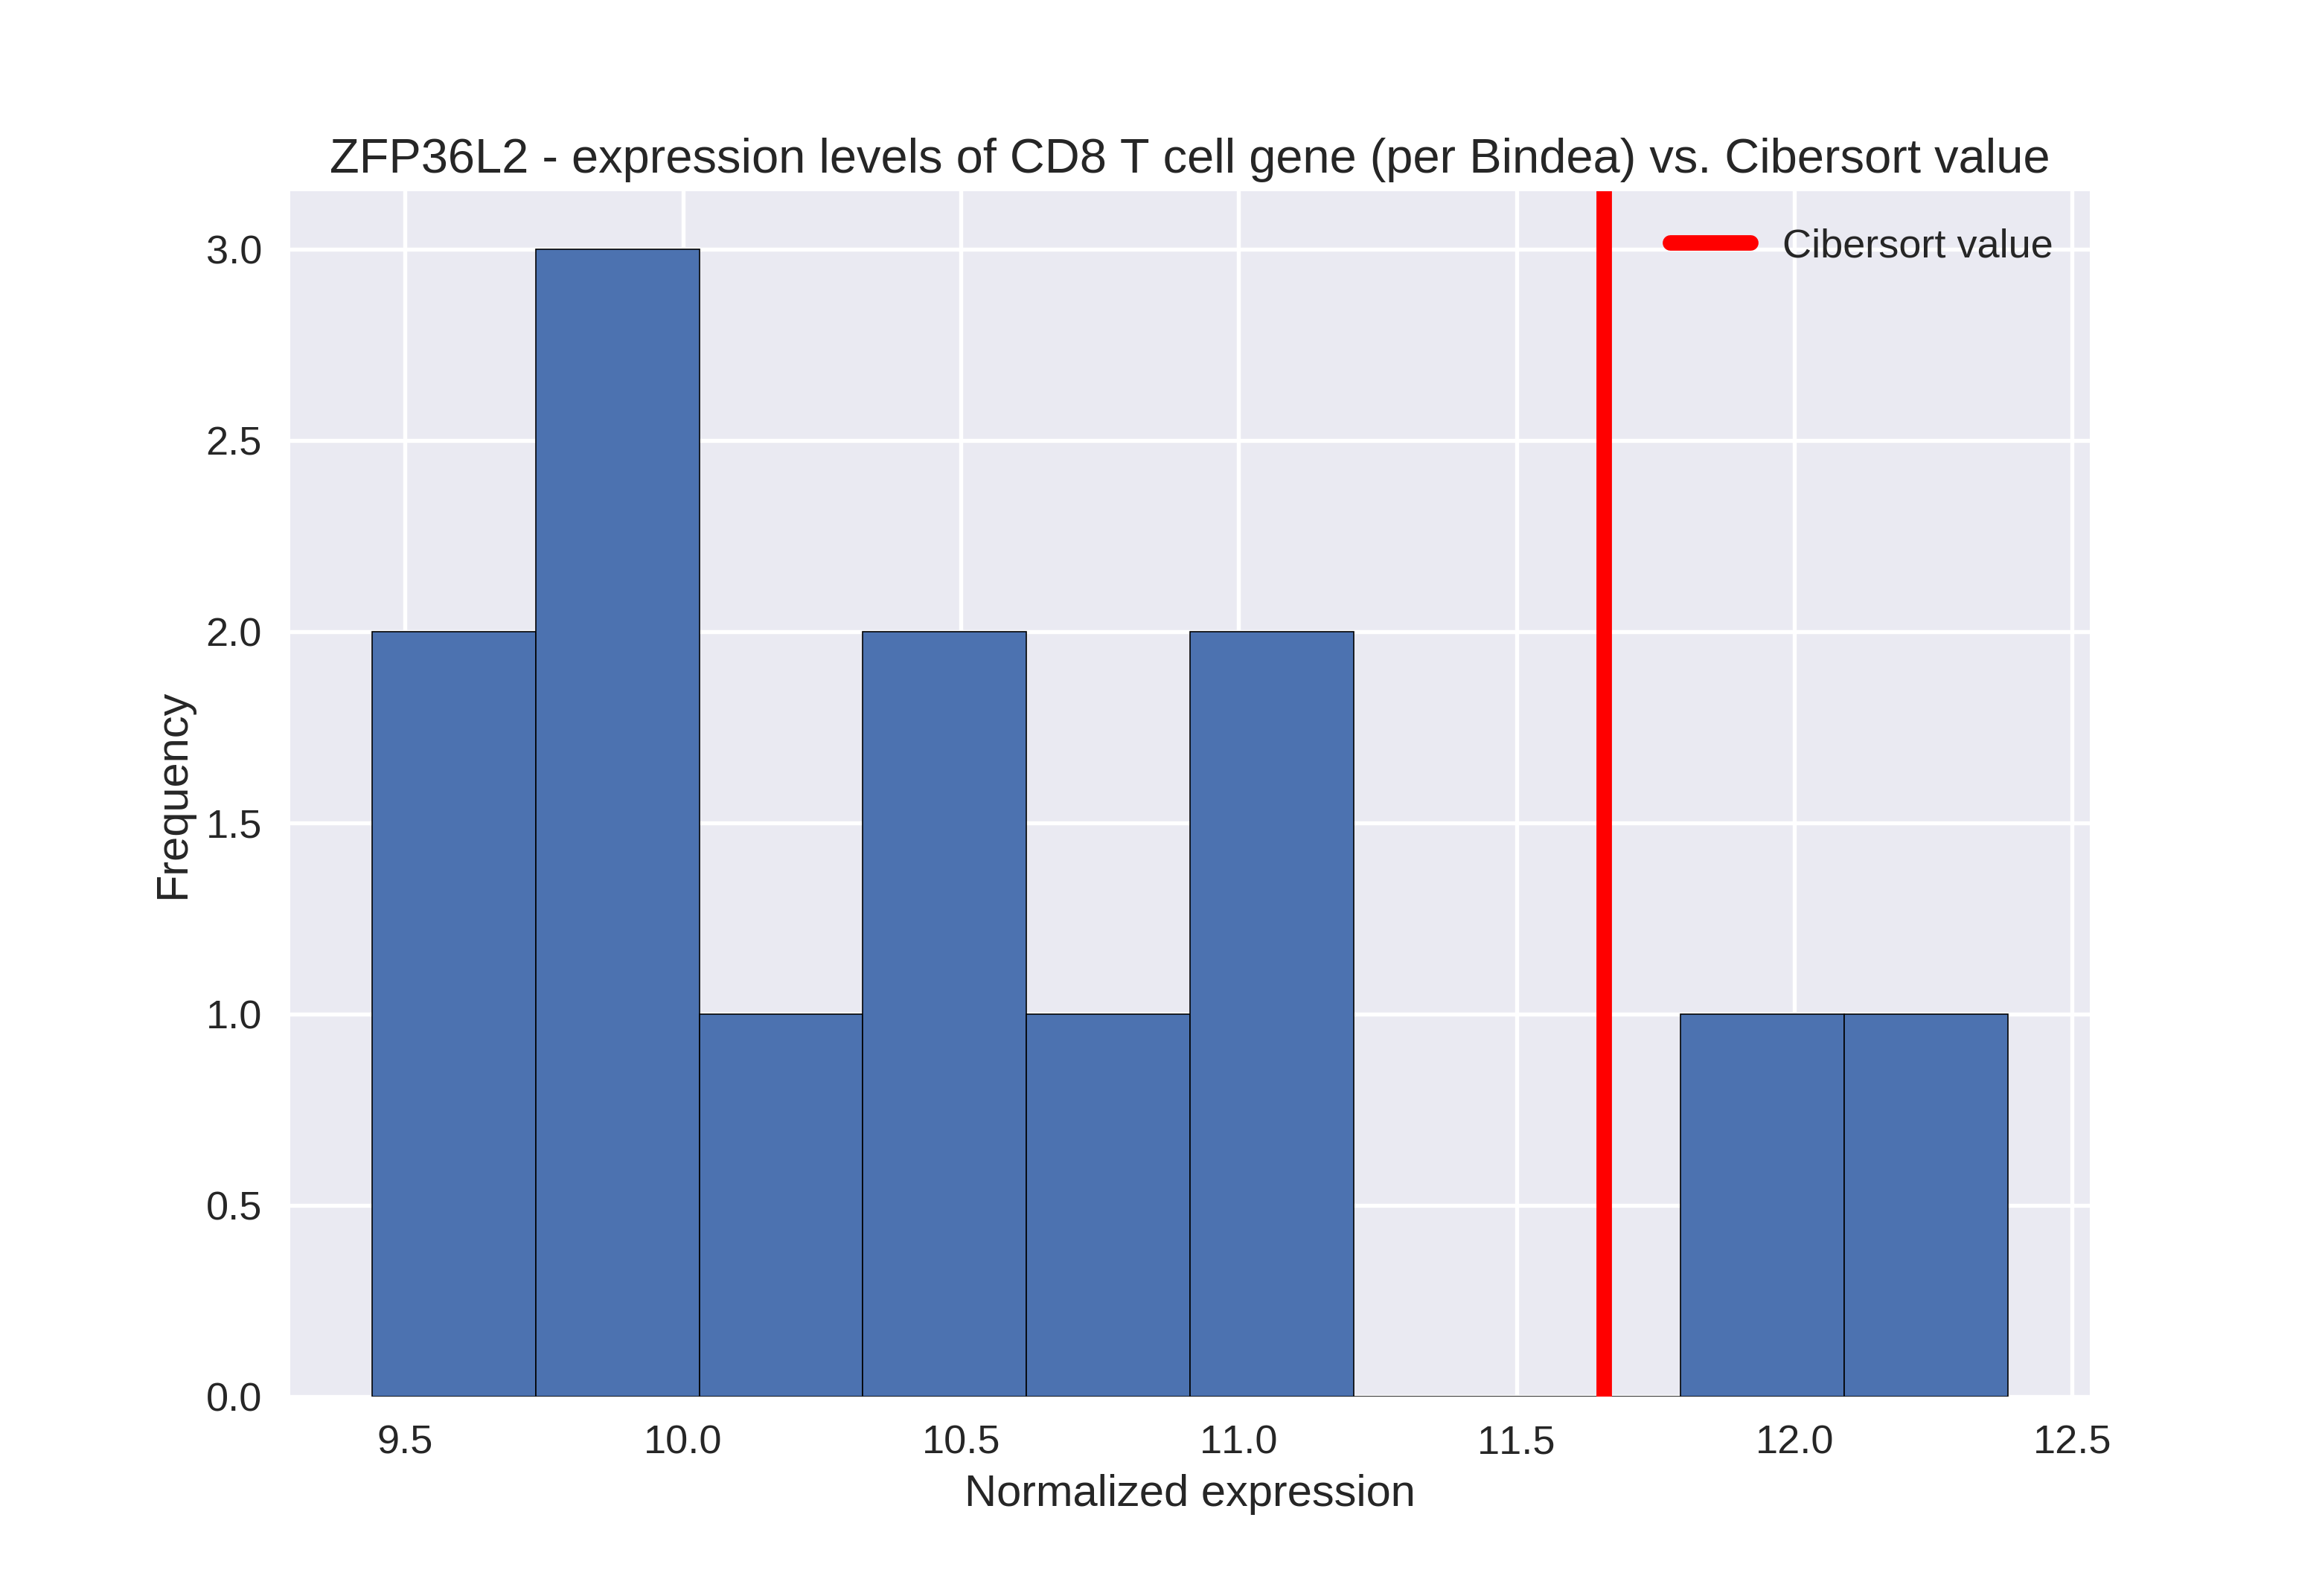 ZFP36L2 - expression levels of CD8 T cell gene (per Bindea) vs. Cibersort value
Cibersort value
3.0
2.5
2.0
1.5
1.0
0.5
0.0
Frequency
9.5 10.0 10.5 11.0 11.5 12.0 12.5
Normalized expression